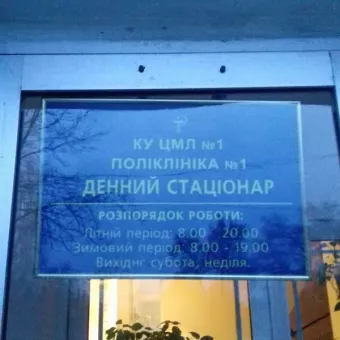 КУ ЦМЛ №1
ПОЛІКЛІНІКА №1
ДЕННИЙ СТАЦІОНАР
РОЗПОРЯДОК РОБОТИ:
Літній період: 8.00 - 20.00
Зимовий період: 8.00 - 19.00
Вихіднг субота, неділя.